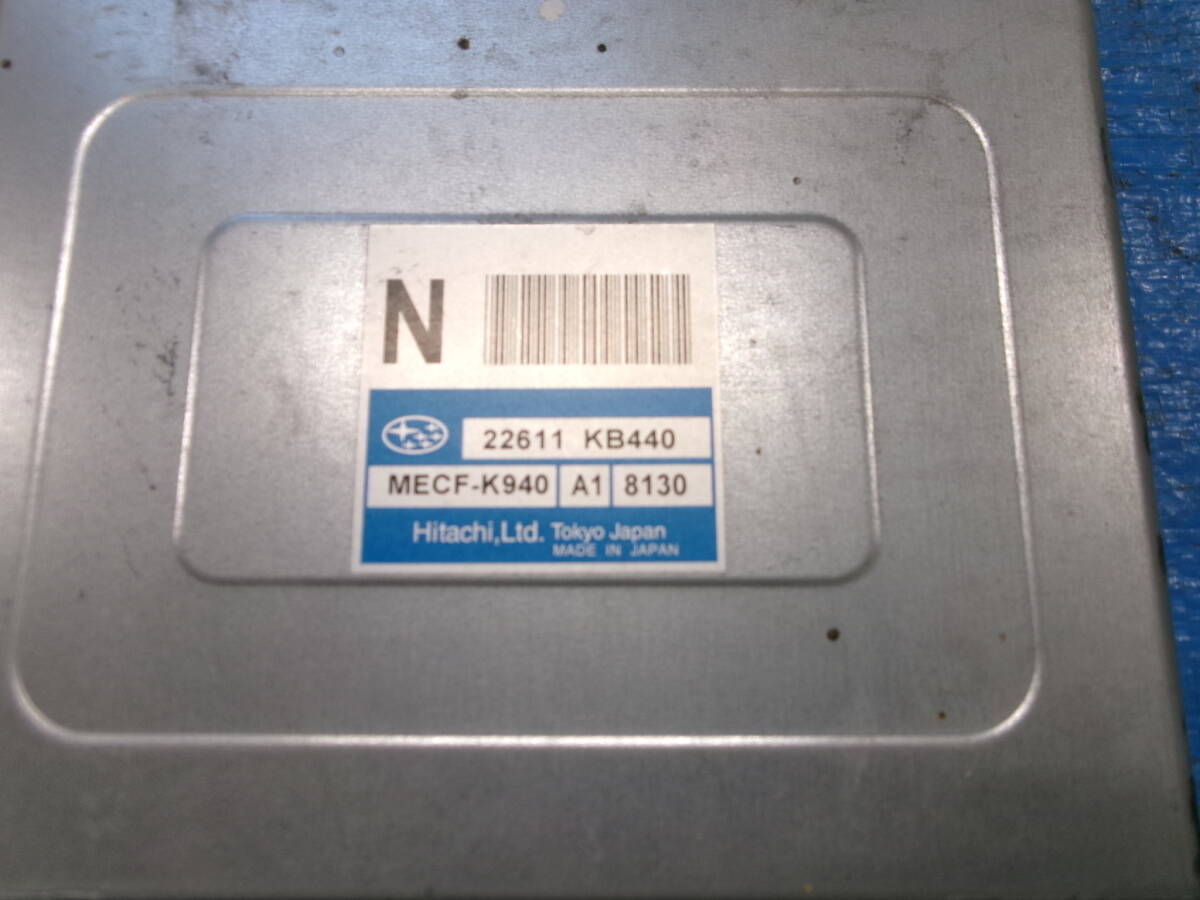 N
22611 KB440
MECF-K940 A1 8130
Hitachi,Ltd. Tokyo Japan
MADE IN JAPAN